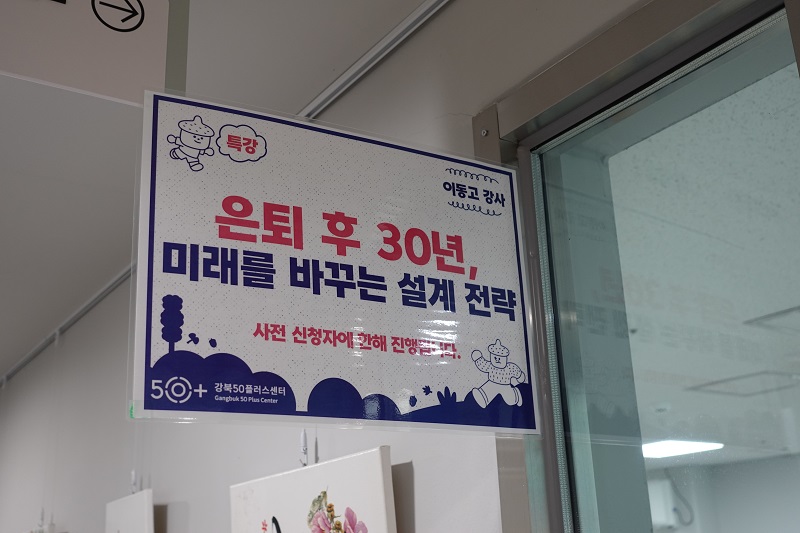 특강
이동고 강사
은퇴 후 30년,
미래를 바꾸는 설계 전략
사전 신청자에 한해 진행됩니다.
50+ 강북50플러스센터
Gangbuk 50 Plus Center